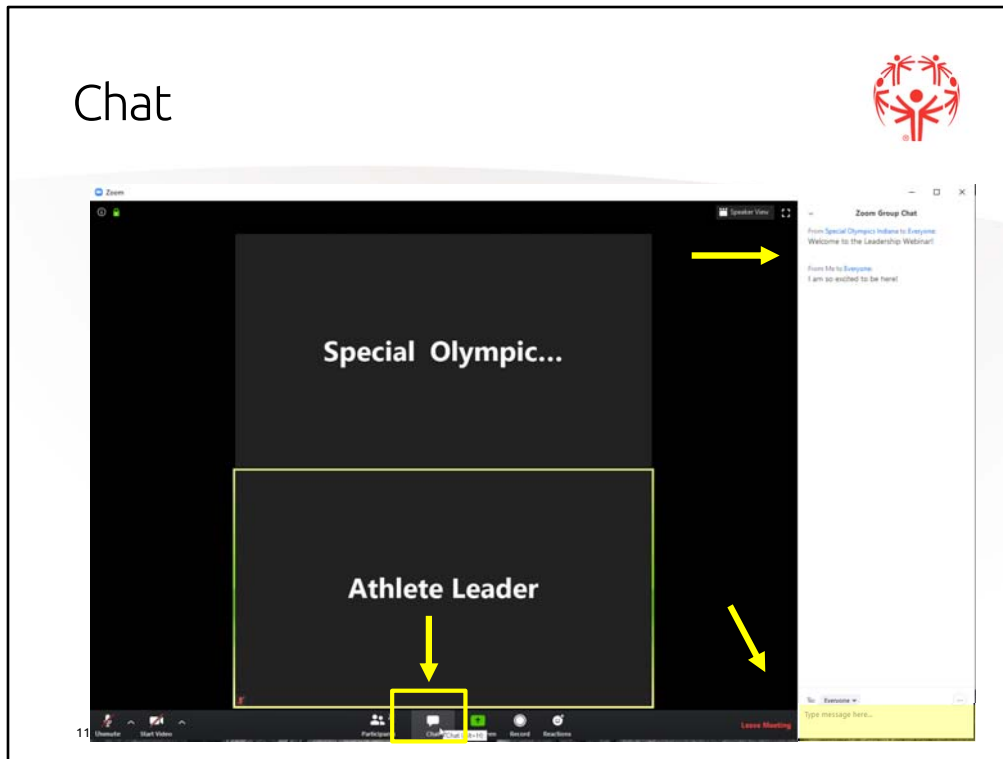 Chat
®
Zoom
Speaker View
Zoom Group Chat
From Special Olympics Indiana to Everyone:
Welcome to the Leadership Webinar!
From Me to Everyone:
I am so excited to be here!
Special Olympic...
Athlete Leader
To: Everyone
Type message here...
11
Unmute Start Video Participants Chat Record Reactions Leave Meeting